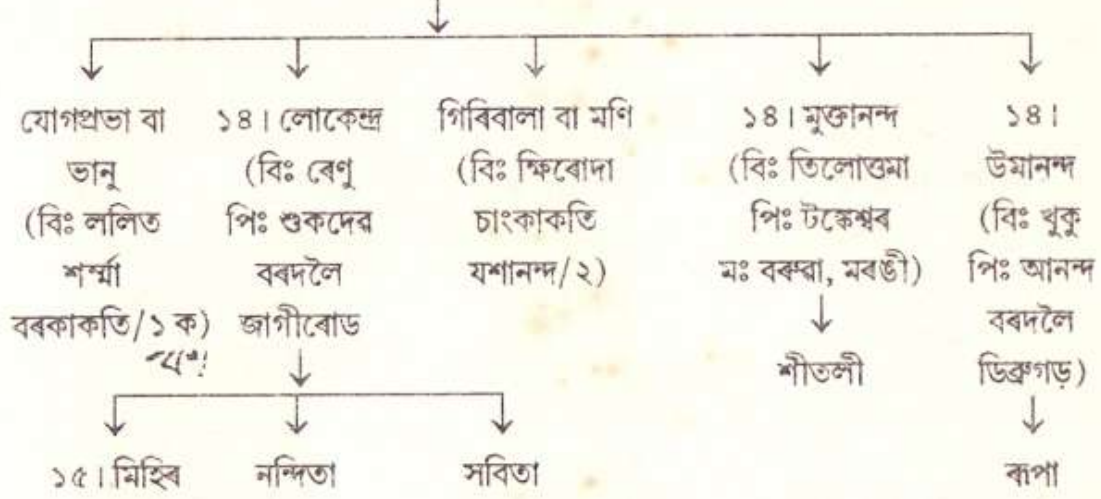 যোগপ্ৰভা বা ১৪। লোকেন্দ্ৰ গিৰিবালা বা মণি ১৪। মুক্তানন্দ ১৪।
ভানু (বিঃ ৰেণু (বিঃ ক্ষিৰোদা (বিঃ তিলোত্তমা উমানন্দ
(বিঃ ললিত পিঃ শুকদেৱ চাংকাকতি পিঃ টঙ্কেশ্বৰ (বিঃ খুকু
শৰ্ম্মা বৰদলৈ যশানন্দ/২) মঃ বৰুৱা, মৰঙী) পিঃ আনন্দ
বৰকাকতি/১ ক) জাগীৰোড বৰদলৈ
শীতলী ডিব্ৰুগড়)
১৫। মিহিৰ নন্দিতা সবিতা ৰূপা